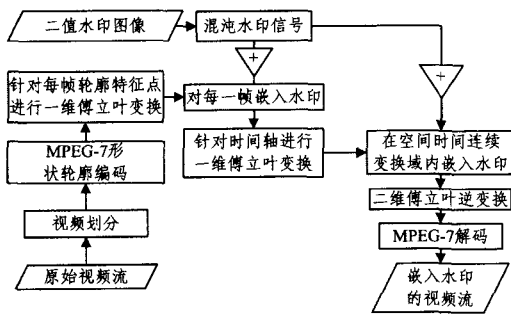 二值水印图像
混沌水印信号
+
+
针对每帧轮廓特征点
进行一维傅立叶变换
对每一帧嵌入水印
MPEG-7形
状轮廓编码
针对时间轴进行
一维傅立叶变换
在空间时间连续
变换域内嵌入水印
视频划分
二维傅立叶逆变换
MPEG-7解码
原始视频流
嵌入水印
的视频流